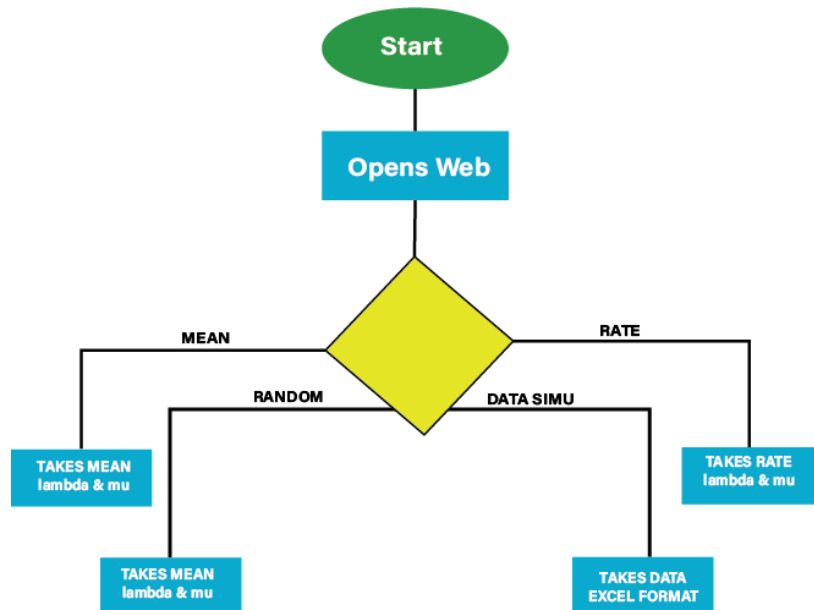 Start
Opens Web
MEAN
RATE
RANDOM
DATA SIMU
TAKES MEAN
lambda & mu
TAKES RATE
lambda & mu
TAKES MEAN
lambda & mu
TAKES DATA
EXCEL FORMAT